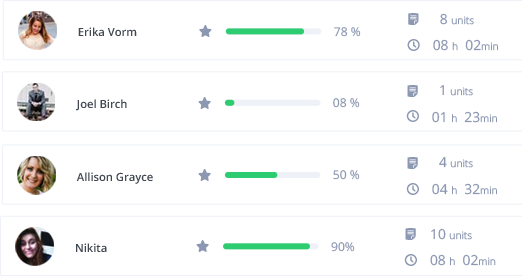 8 units
Erika Vorm 78 %
08 h 02min
1 units
Joel Birch 08 %
01 h 23min
4 units
Allison Grayce 50 %
04 h 32min
10 units
Nikita 90%
08 h 02min